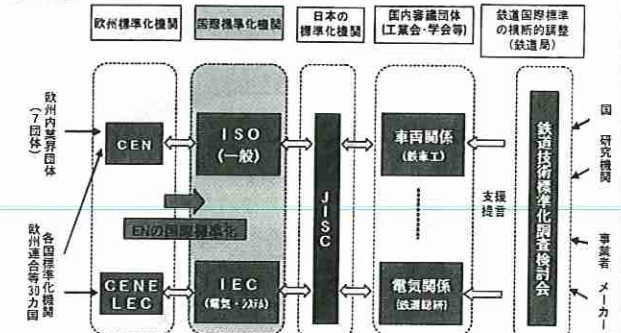 欧州標準化機関
国際標準化機関
日本の
標準化機関
国内審議団体
(工業会・学会等)
鉄道国際標準
の横断的調整
(鉄道局)
欧州内業界団体
(7団体)
各国標準化機関
欧州連合等30カ国
CEN
ISO
(一般)
ENの国際標準化
CENE
LEC
IEC
(電気・システム)
JISC
車両関係
(鉄車工)
電気関係
(鉄道総研)
支援
提言
鉄道技術標準化調査検討会
国
研究機関
事業者
メーカー